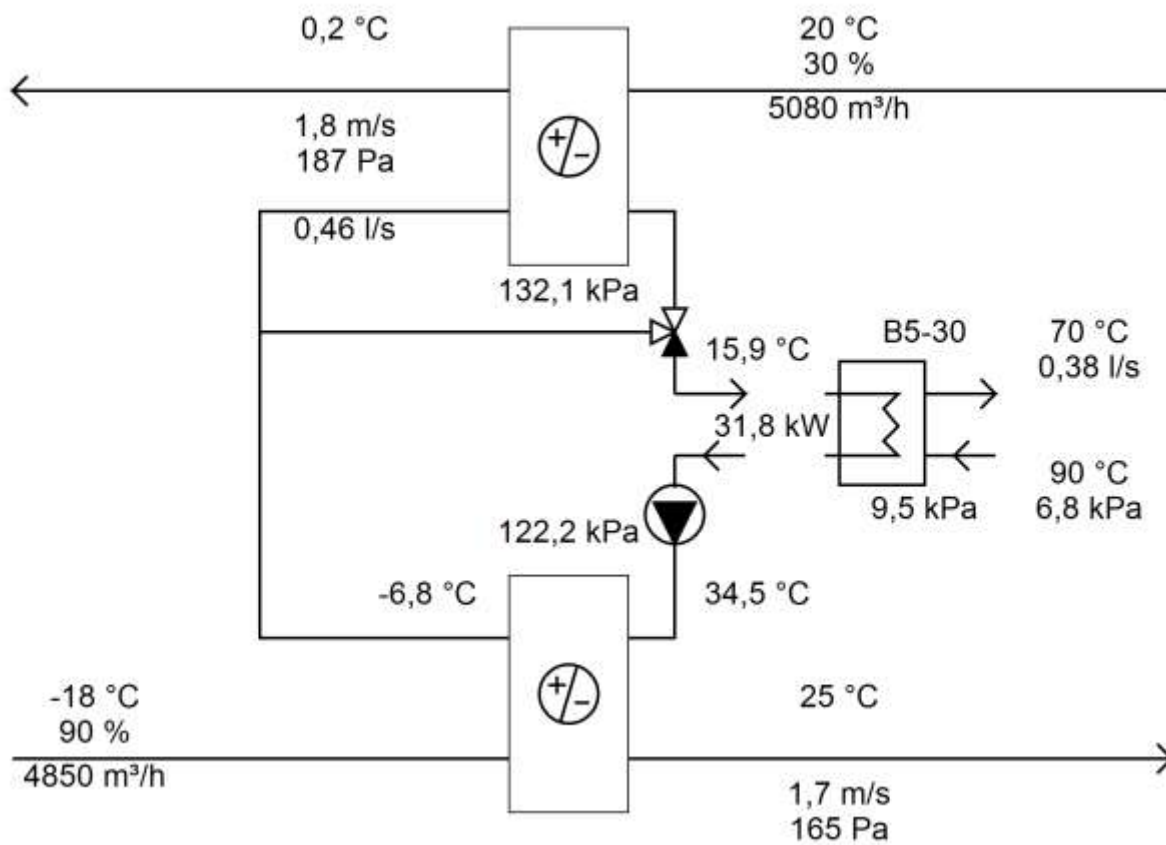 0,2 °C
20 °C
30 %
5080 m³/h
1,8 m/s
187 Pa
0,46 l/s
132,1 kPa
15,9 °C
B5-30
70 °C
0,38 l/s
31,8 kW
90 °C
6,8 kPa
9,5 kPa
122,2 kPa
-6,8 °C
34,5 °C
-18 °C
90 %
4850 m³/h
25 °C
1,7 m/s
165 Pa